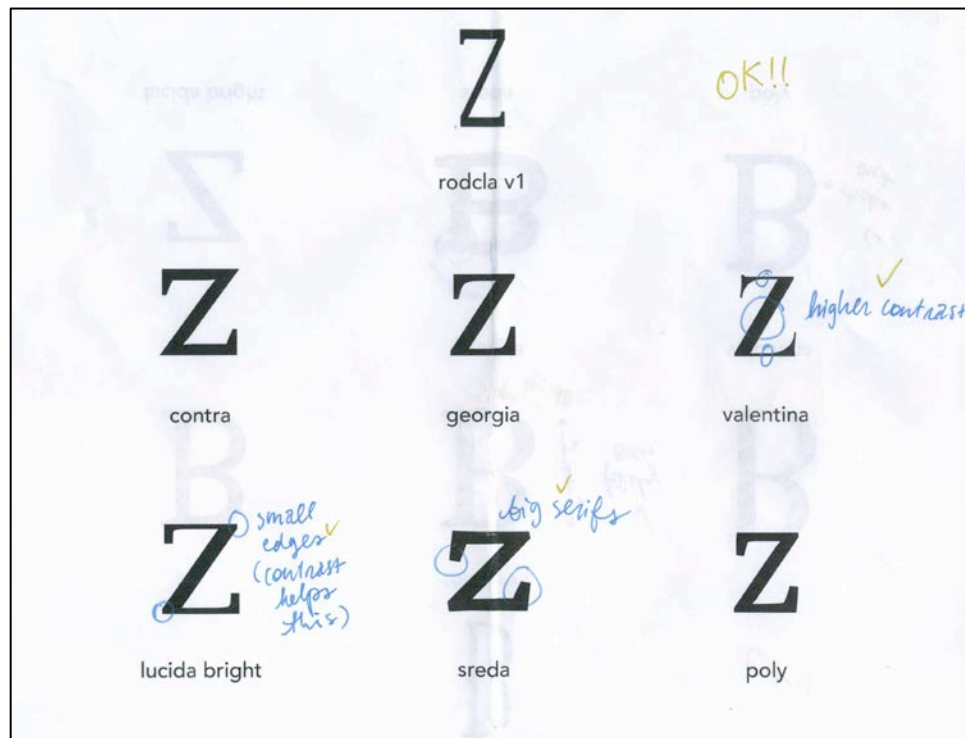 Z
OK!!
rodcla v1
Z
Z
Z
higher contrast
contra
georgia
valentina
Z
small
edges
(contrast
helps
this)
big serifs
Z
Z
lucida bright
sreda
poly